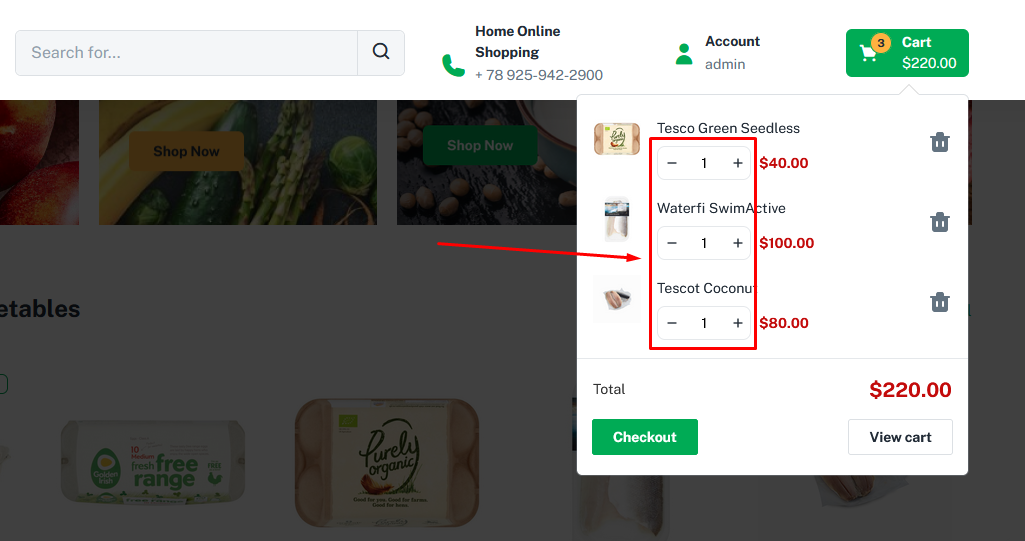 Search for...
Home Online
Shopping
+ 78 925-942-2900
Account
admin
3
Cart
$220.00
Shop Now
Shop Now
Tesco Green Seedless
− 1 + $40.00
Waterfi SwimActive
− 1 + $100.00
Tescot Coconut
− 1 + $80.00
Total
$220.00
Checkout
View cart
etables
Golden
Irish
10
Medium
fresh free
range
Purely
organic
Good for you. Good for farmer.
Good for hens.
Purely